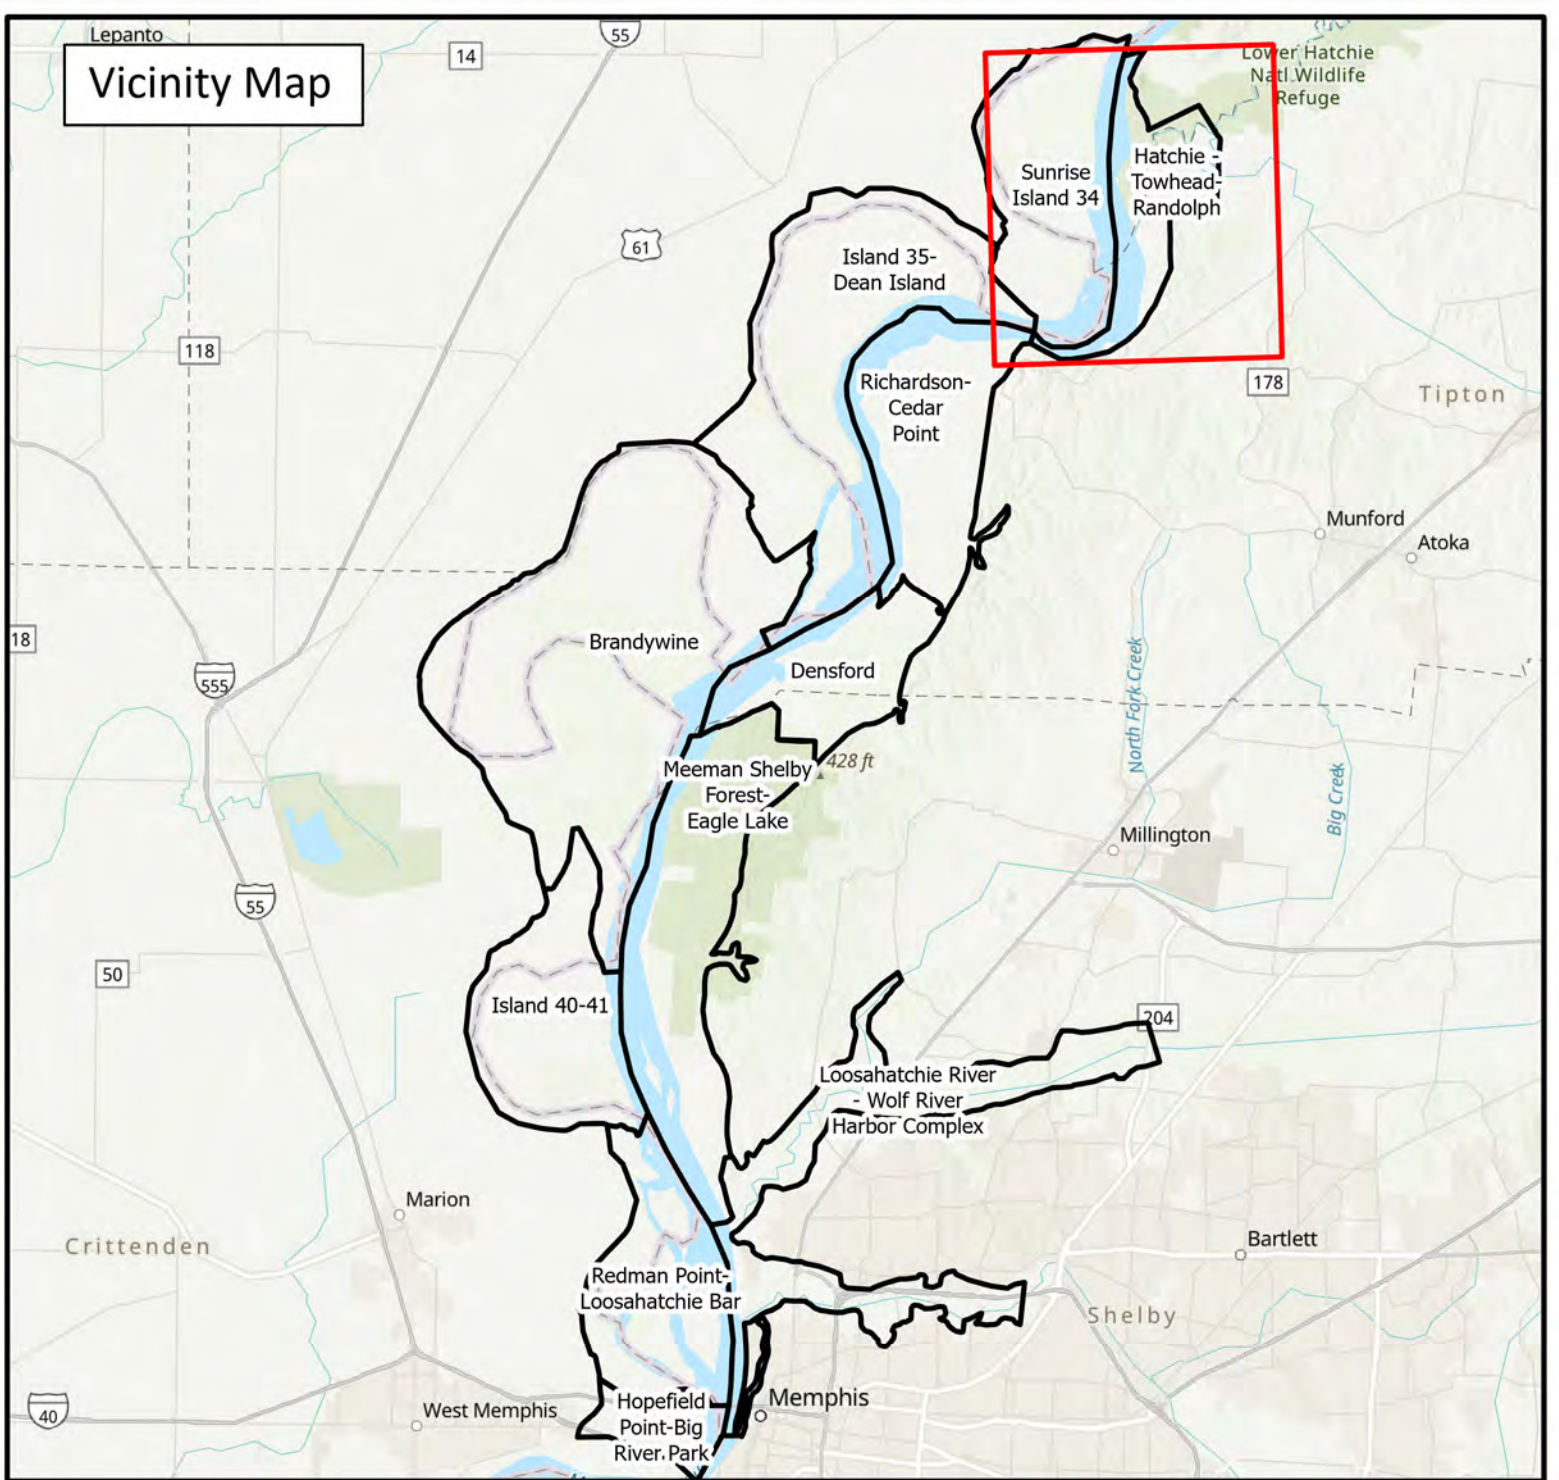 Lepanto
Vicinity Map
14
55
Lower Hatchie
Natl Wildlife
Refuge
Hatchie -
Towhead-
Randolph
Sunrise
Island 34
61
Island 35-
Dean Island
118
Richardson-
Cedar
Point
178
Tipton
Munford
Atoka
18
Brandywine
Densford
555
North Fork Creek
428 ft
Meeman Shelby
Forest-
Eagle Lake
Big Creek
Millington
55
50
Island 40-41
204
Loosahatchie River
- Wolf River
Harbor Complex
Marion
Crittenden
Bartlett
Redman Point-
Loosahatchie Bar
Shelby
Hopefield
Point-Big
River Park
Memphis
West Memphis
40